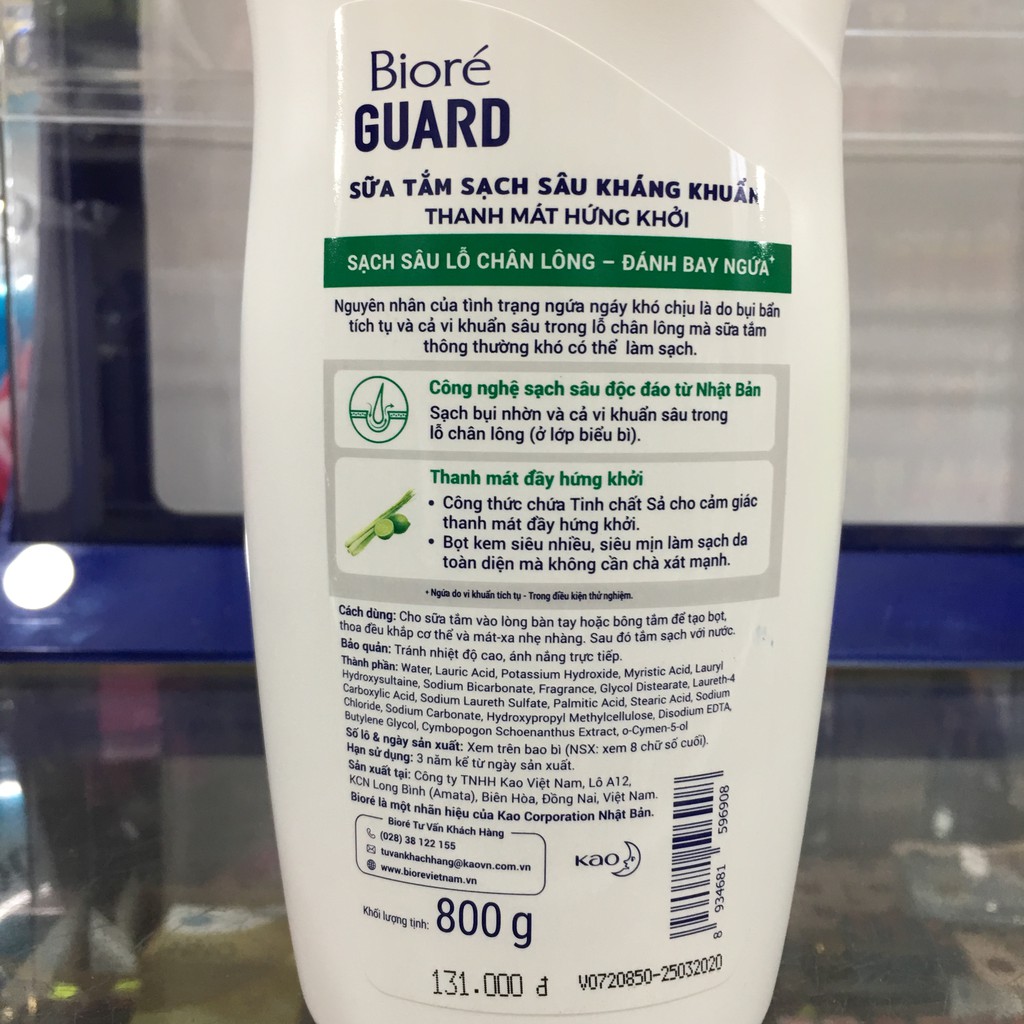 Bioré
GUARD
SỮA TẮM SẠCH SÂU KHÁNG KHUẨN
THANH MÁT HỨNG KHỞI
SẠCH SÂU LỖ CHÂN LÔNG – ĐÁNH BAY NGỨA+
Nguyên nhân của tình trạng ngứa ngáy khó chịu là do bụi bẩn
tích tụ và cả vi khuẩn sâu trong lỗ chân lông mà sữa tắm
thông thường khó có thể làm sạch.
Công nghệ sạch sâu độc đáo từ Nhật Bản
Sạch bụi nhờn và cả vi khuẩn sâu trong
lỗ chân lông (ở lớp biểu bì).
Thanh mát đầy hứng khởi
• Công thức chứa Tinh chất Sả cho cảm giác
thanh mát đầy hứng khởi.
• Bọt kem siêu nhiều, siêu mịn làm sạch da
toàn diện mà không cần chà xát mạnh.
+ Ngứa do vi khuẩn tích tụ - Trong điều kiện thử nghiệm.
Cách dùng: Cho sữa tắm vào lòng bàn tay hoặc bông tắm để tạo bọt,
thoa đều khắp cơ thể và mát-xa nhẹ nhàng. Sau đó tắm sạch với nước.
Bảo quản: Tránh nhiệt độ cao, ánh nắng trực tiếp.
Thành phần: Water, Lauric Acid, Potassium Hydroxide, Myristic Acid, Lauryl
Hydroxysultaine, Sodium Bicarbonate, Fragrance, Glycol Distearate, Laureth-4
Carboxylic Acid, Sodium Laureth Sulfate, Palmitic Acid, Stearic Acid, Sodium
Chloride, Sodium Carbonate, Hydroxypropyl Methylcellulose, Disodium EDTA,
Butylene Glycol, Cymbopogon Schoenanthus Extract, o-Cymen-5-ol
Số lô & ngày sản xuất: Xem trên bao bì (NSX: xem 8 chữ số cuối).
Hạn sử dụng: 3 năm kể từ ngày sản xuất.
Sản xuất tại: Công ty TNHH Kao Việt Nam, Lô A12,
KCN Long Bình (Amata), Biên Hòa, Đồng Nai, Việt Nam.
Bioré là một nhãn hiệu của Kao Corporation Nhật Bản.
Bioré Tư Vấn Khách Hàng
(028) 38 122 155
tuvankhachhang@kaovn.com.vn
www.biorevietnam.vn
Kao
8 934681 596908
Khối lượng tịnh: 800 g
131.000 đ V0720850-25032020